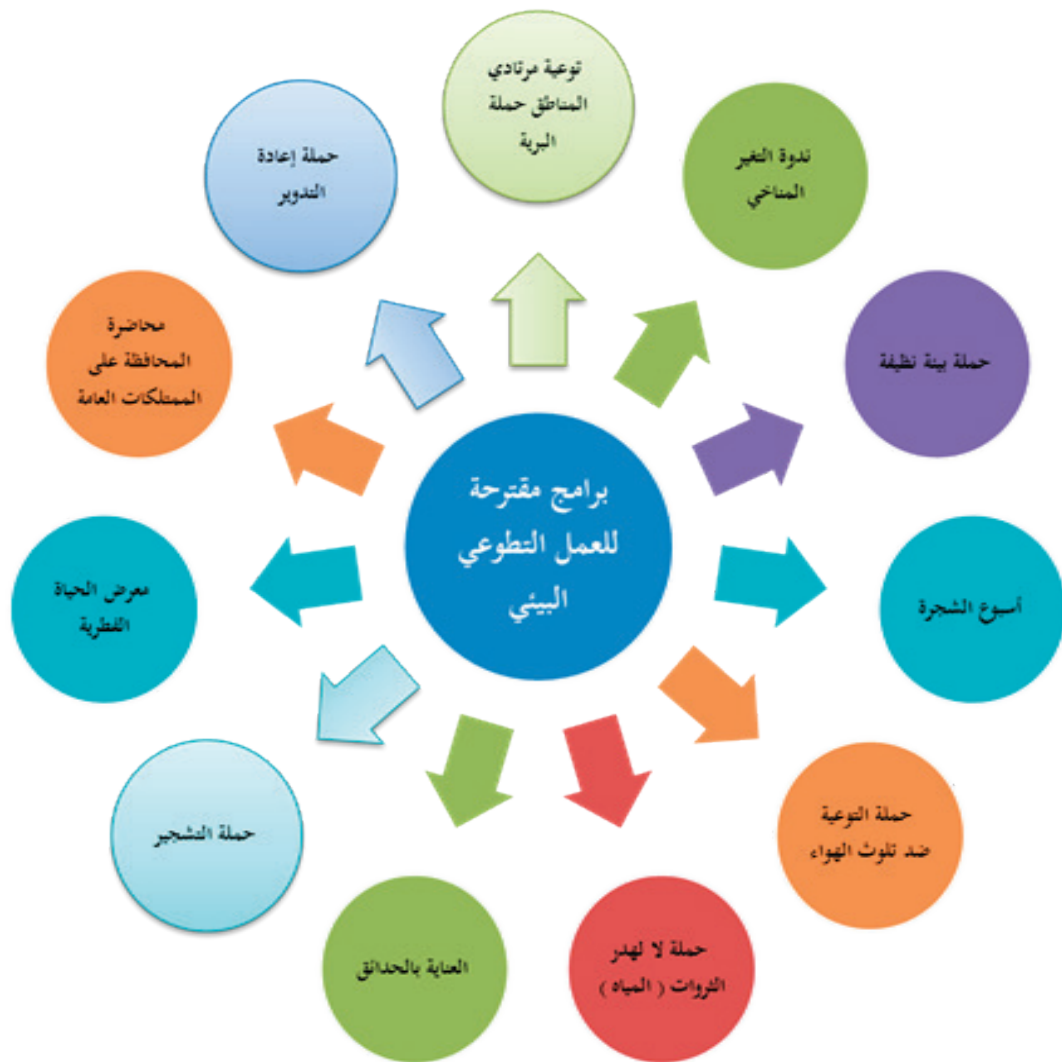 برامج مقترحة
للعمل التطوعي
البيئي
توعية مرتادي
المناطق حملة
البرية
ندوة التغير
المناخي
حملة بيئة نظيفة
أسبوع الشجرة
حملة التوعية
ضد تلوث الهواء
حملة لا لهدر
الثروات ( المياه )
العناية بالحدائق
حملة التشجير
معرض الحياة
الفطرية
محاضرة
المحافظة على
الممتلكات العامة
حملة إعادة
التدوير